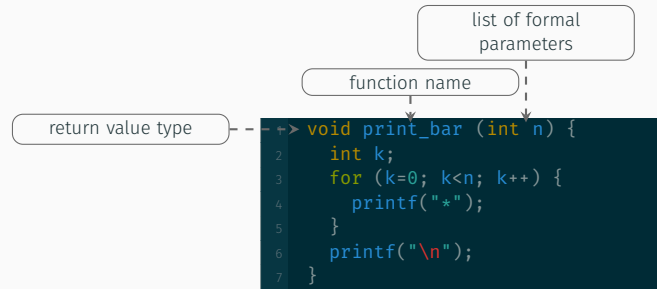 list of formal
parameters
function name
return value type
void print_bar (int n) {
2 int k;
3 for (k=0; k<n; k++) {
4 printf("*");
5 }
6 printf("\n");
7 }